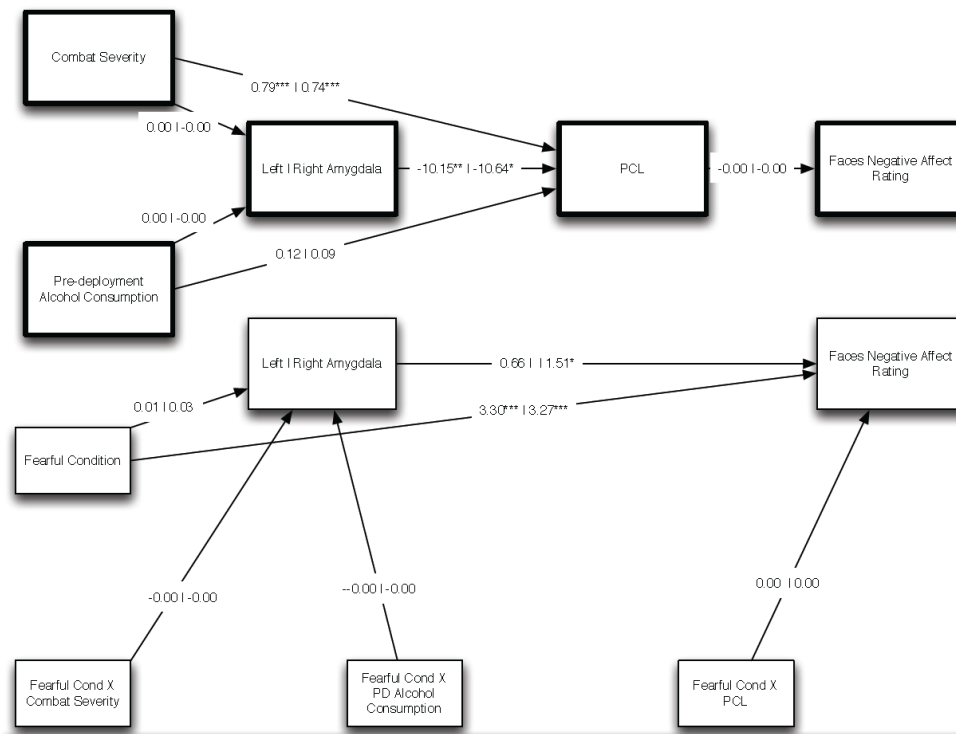 Combat Severity
0.79*** | 0.74***
0.00 | -0.00
Left | Right Amygdala
-10.15** | -10.64*
PCL
-0.00 | -0.00
Faces Negative Affect
Rating
0.00 | -0.00
0.12 | 0.09
Pre-deployment
Alcohol Consumption
Left | Right Amygdala
0.66 | | 1.51*
Faces Negative Affect
Rating
0.01 | 0.03
3.30*** | 3.27***
Fearful Condition
-0.00 | -0.00
--0.00 | -0.00
0.00 | 0.00
Fearful Cond X
Combat Severity
Fearful Cond X
PD Alcohol
Consumption
Fearful Cond X
PCL